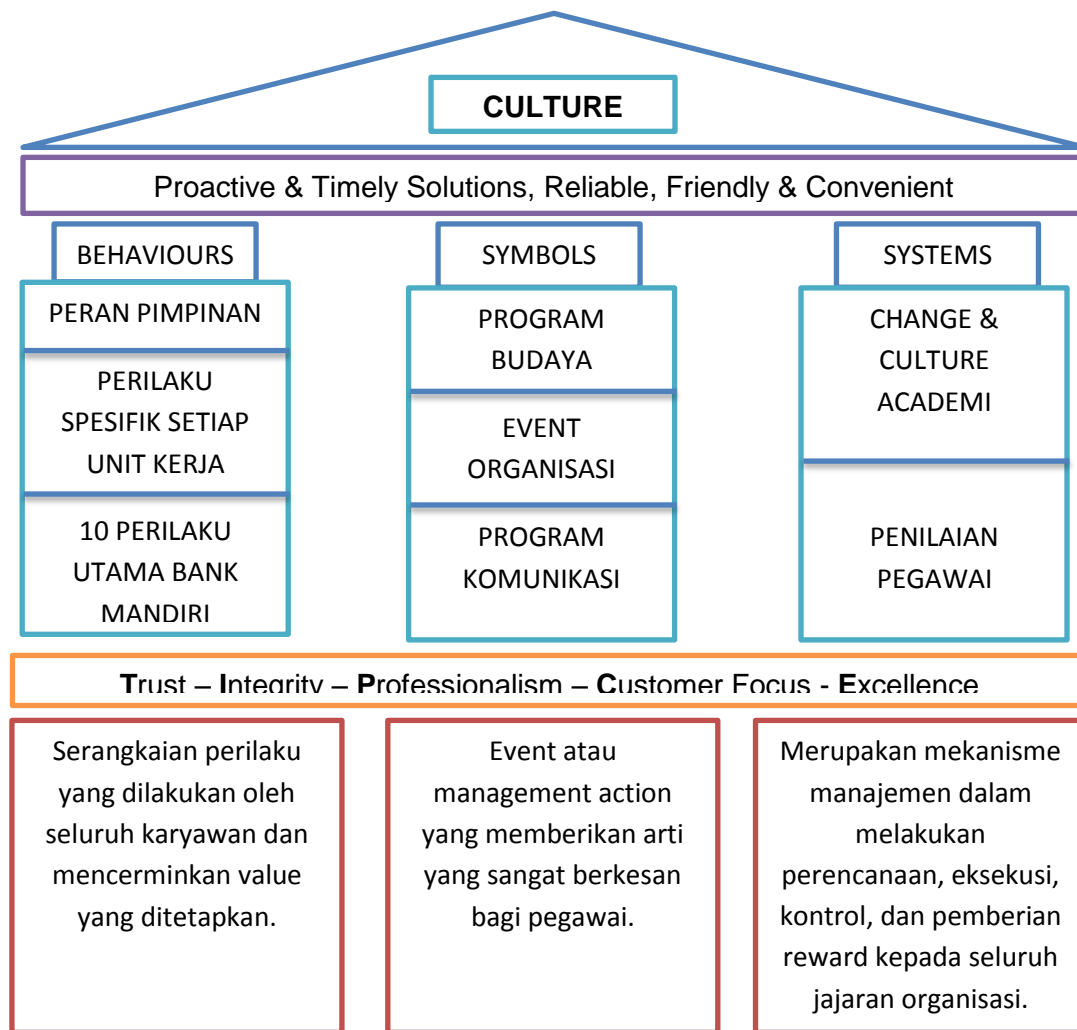 CULTURE
Proactive & Timely Solutions, Reliable, Friendly & Convenient
BEHAVIOURS
PERAN PIMPINAN
PERILAKU
SPESIFIK SETIAP
UNIT KERJA
10 PERILAKU
UTAMA BANK
MANDIRI
SYMBOLS
PROGRAM
BUDAYA
EVENT
ORGANISASI
PROGRAM
KOMUNIKASI
SYSTEMS
CHANGE &
CULTURE
ACADEMI
PENILAIAN
PEGAWAI
Trust – Integrity – Professionalism – Customer Focus - Excellence
Serangkaian perilaku
yang dilakukan oleh
seluruh karyawan dan
mencerminkan value
yang ditetapkan.
Event atau
management action
yang memberikan arti
yang sangat berkesan
bagi pegawai.
Merupakan mekanisme
manajemen dalam
melakukan
perencanaan, eksekusi,
kontrol, dan pemberian
reward kepada seluruh
jajaran organisasi.